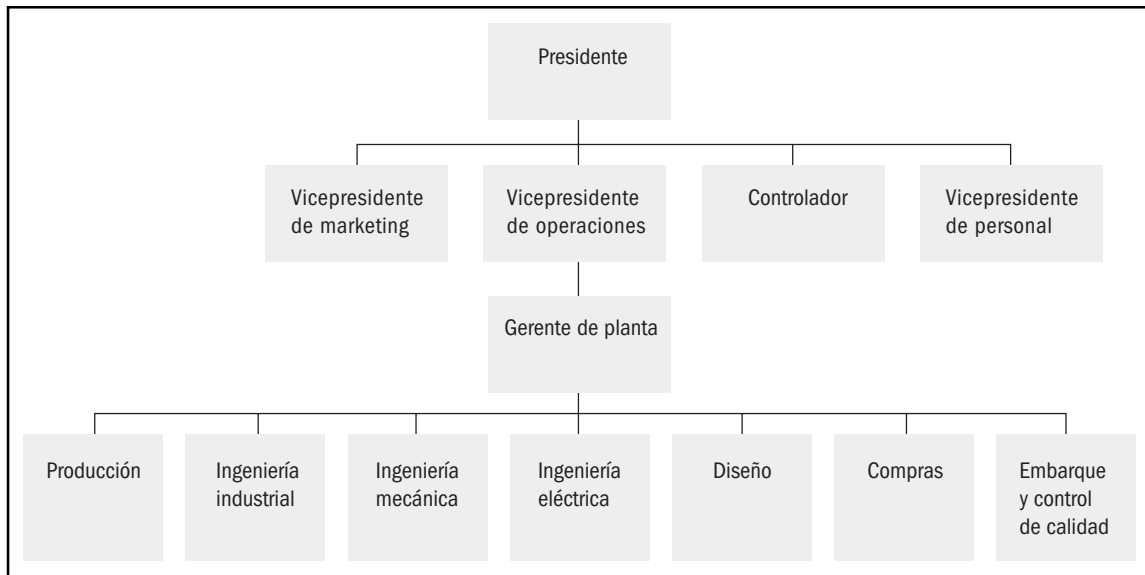 Presidente
Vicepresidente
de marketing
Vicepresidente
de operaciones
Controlador
Vicepresidente
de personal
Gerente de planta
Producción
Ingeniería
industrial
Ingeniería
mecánica
Ingeniería
eléctrica
Diseño
Compras
Embarque
y control
de calidad